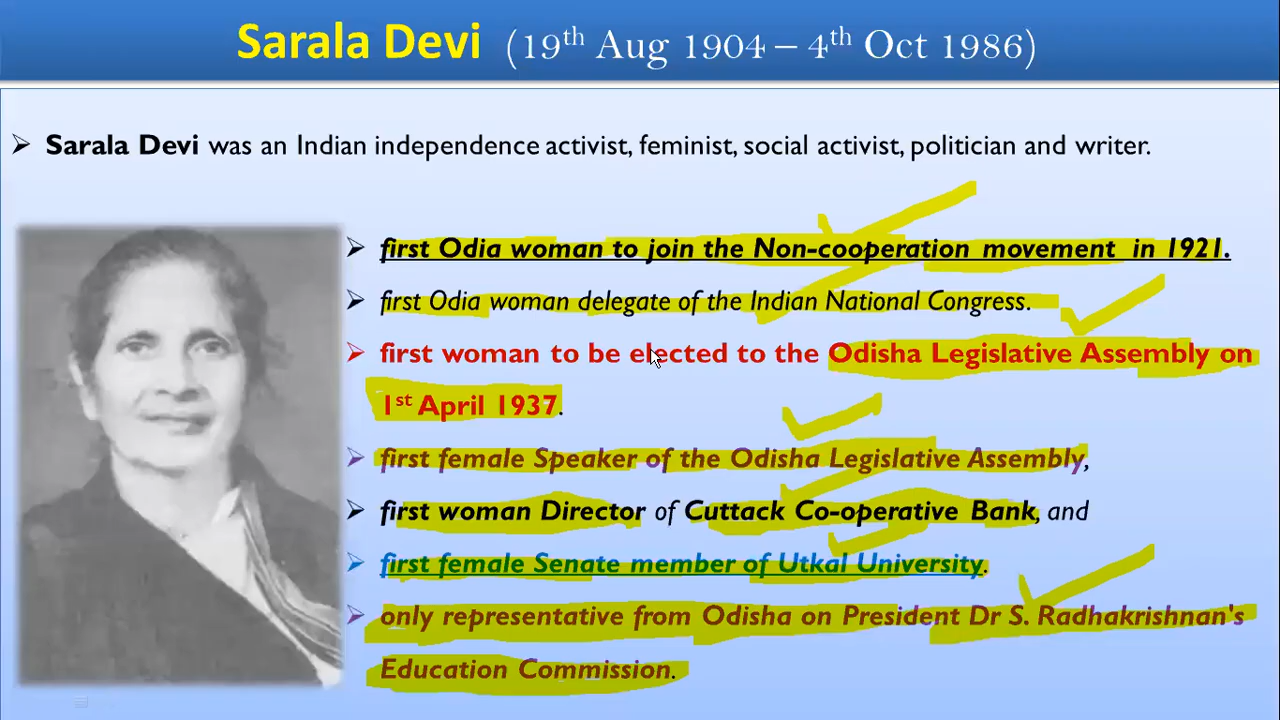 Sarala Devi (19th Aug 1904 – 4th Oct 1986)
➢ Sarala Devi was an Indian independence activist, feminist, social activist, politician and writer.
➢ first Odia woman to join the Non-cooperation movement in 1921.
➢ first Odia woman delegate of the Indian National Congress.
➢ first woman to be elected to the Odisha Legislative Assembly on
1st April 1937.
➢ first female Speaker of the Odisha Legislative Assembly,
➢ first woman Director of Cuttack Co-operative Bank, and
➢ first female Senate member of Utkal University.
➢ only representative from Odisha on President Dr S. Radhakrishnan's
Education Commission.